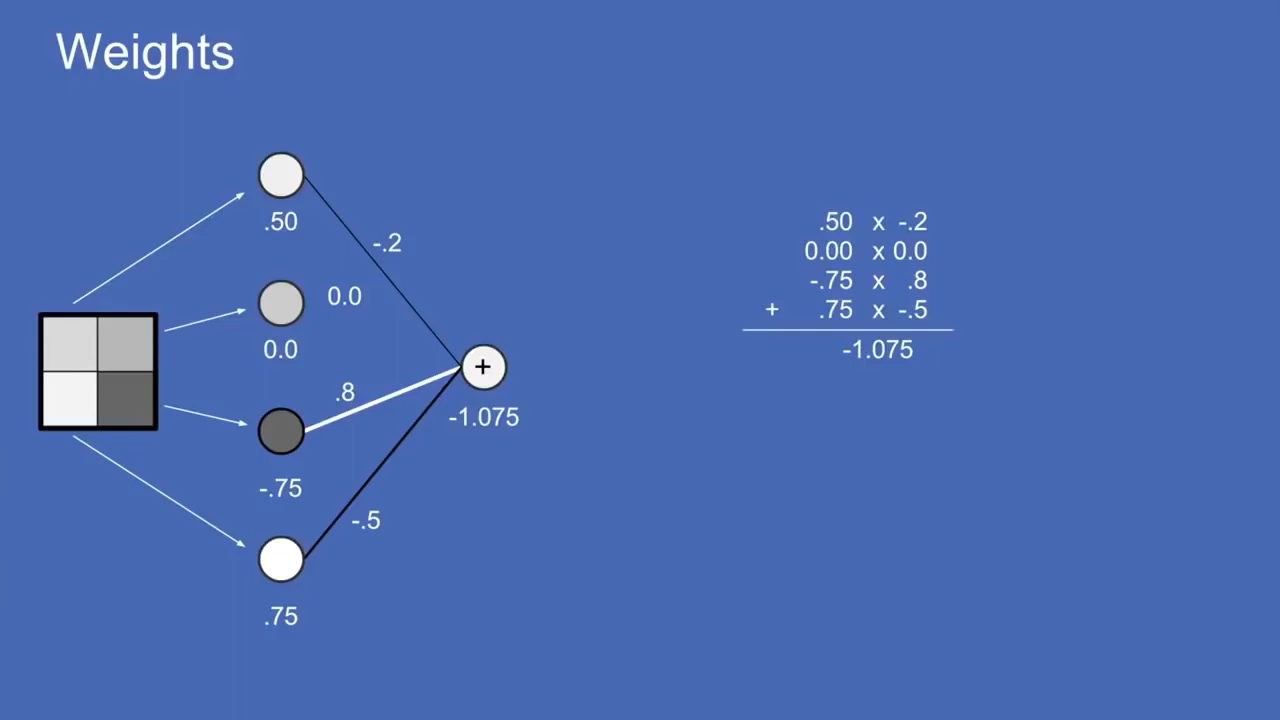 Weights
.50
-.2
0.0
0.0
.8
+
-1.075
-.75
-.5
.75
.50 x -.2
0.00 x 0.0
-.75 x .8
+ .75 x -.5
-1.075